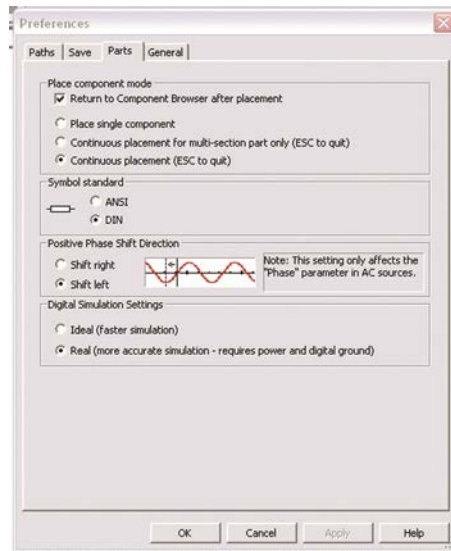 Preferences
Paths Save Parts General
Place component mode
Return to Component Browser after placement
Place single component
Continuous placement for multi-section part only (ESC to quit)
Continuous placement (ESC to quit)
Symbol standard
ANSI
DIN
Positive Phase Shift Direction
Shift right
Shift left
Note: This setting only affects the
"Phase" parameter in AC sources.
Digital Simulation Settings
Ideal (faster simulation)
Real (more accurate simulation - requires power and digital ground)
OK Cancel Apply Help